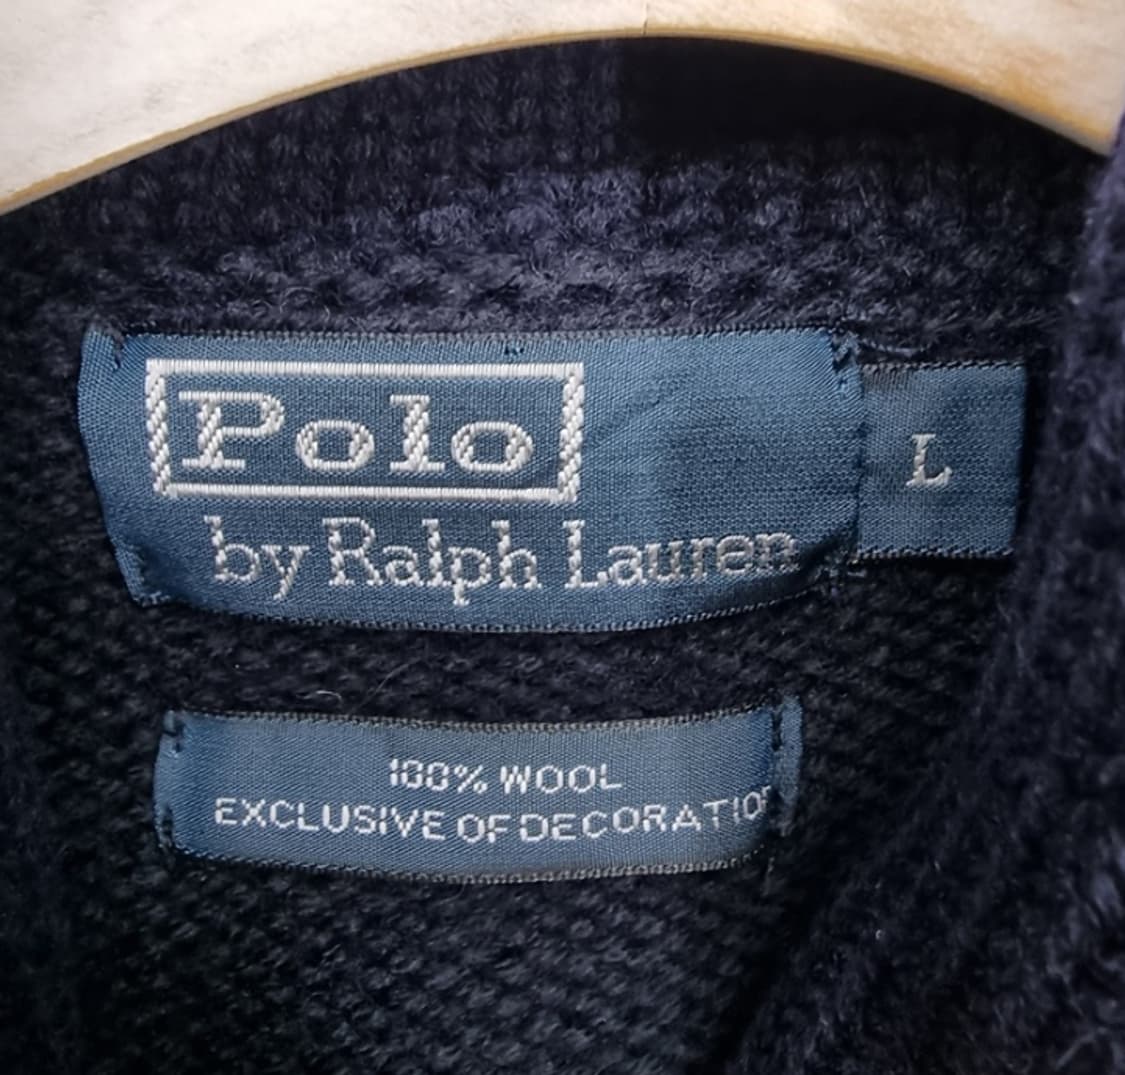 Polo
by Ralph Lauren
L
100% WOOL
EXCLUSIVE OF DECORATIO